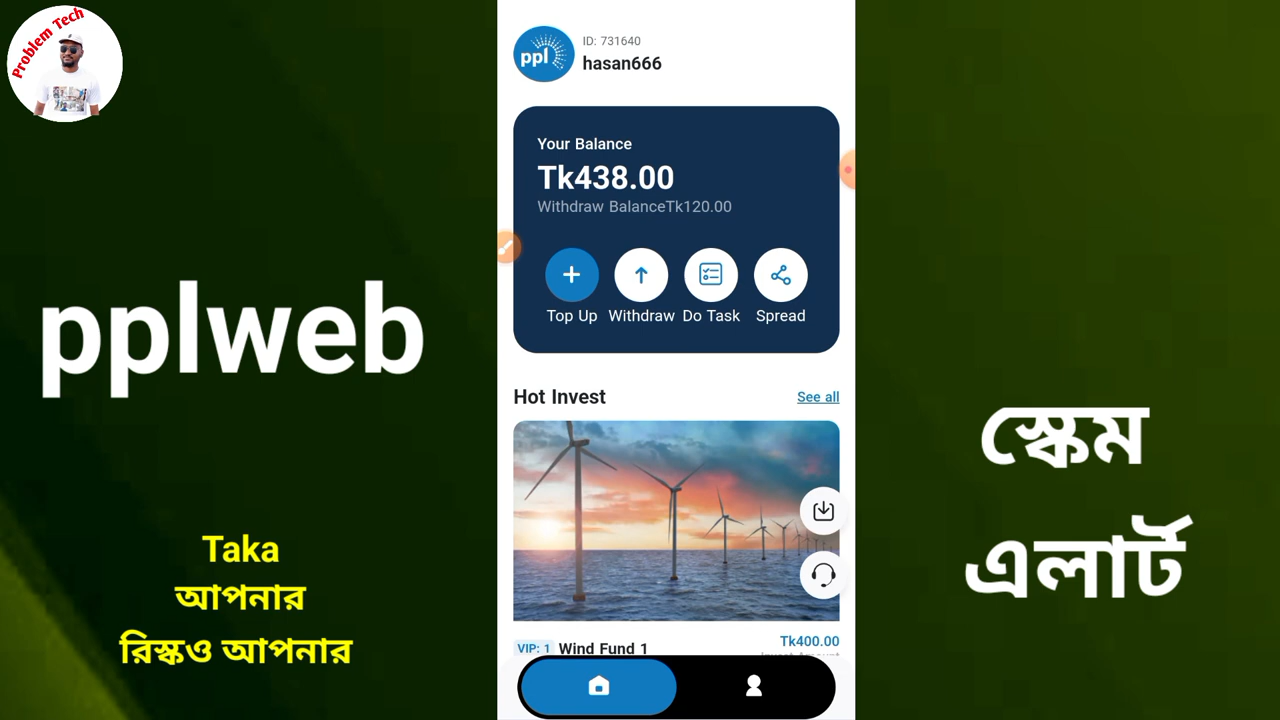 Problem Tech
pplweb
Taka
আপনার
রিস্কও আপনার
ppl
ID: 731640
hasan666
Your Balance
Tk438.00
Withdraw BalanceTk120.00
Top Up
Withdraw
Do Task
Spread
Hot Invest
See all
VIP: 1
Wind Fund 1
Tk400.00
স্কেম
এলার্ট